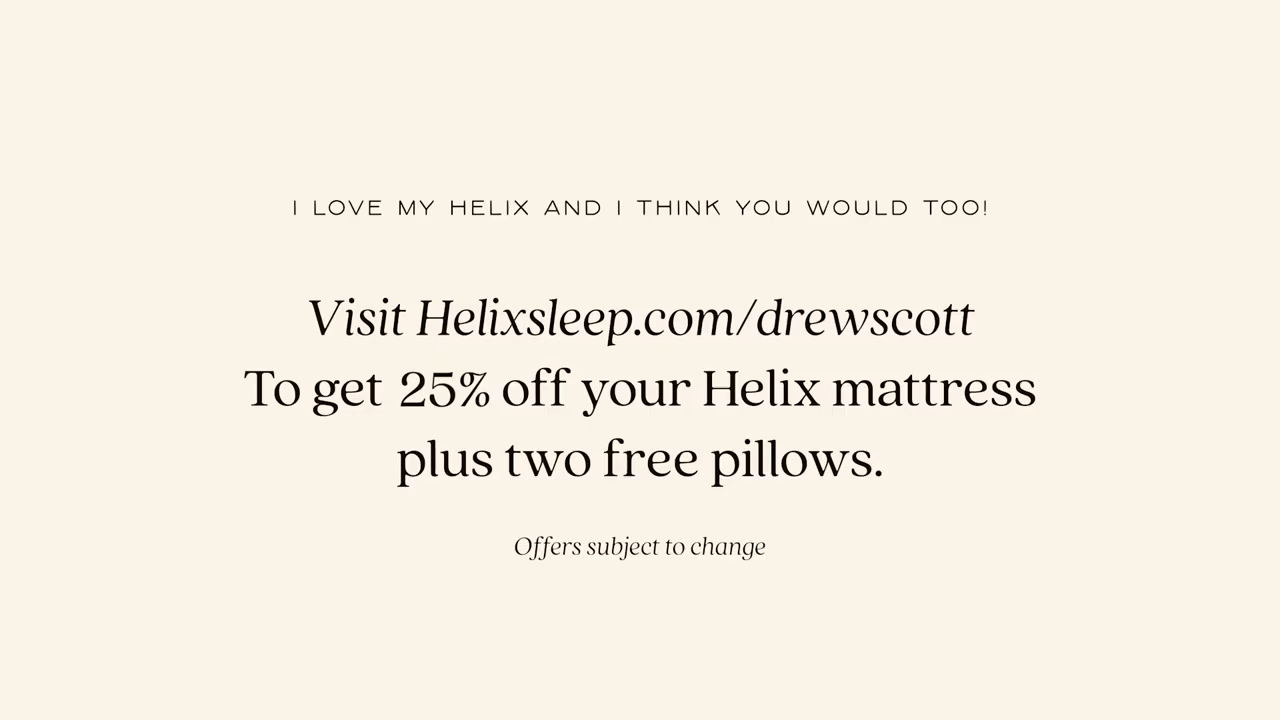 I LOVE MY HELIX AND I THINK YOU WOULD TOO!
Visit Helixsleep.com/drewscott
To get 25% off your Helix mattress
plus two free pillows.
Offers subject to change